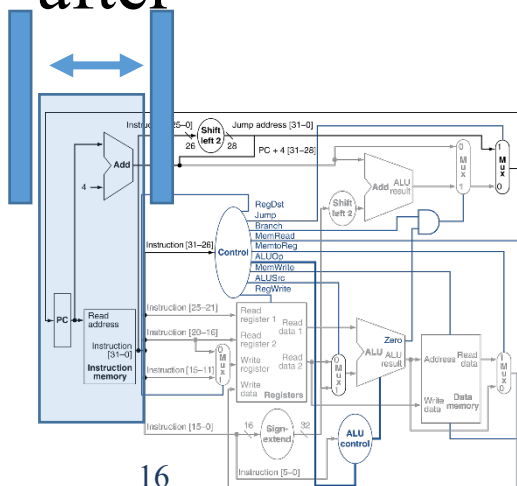 after
Instruc
25–0]
Shift
left 2
Jump address [31–0]
26
28
PC + 4 [31–28]
Add
4
0
M
u
x
1
1
M
u
x
0
Add
ALU
result
Shift
left 2
RegDst
Jump
Branch
MemRead
MemtoReg
ALUOp
MemWrite
ALUSrc
RegWrite
Instruction [31–26]
Control
PC
Read
address
Instruction
[31–0]
Instruction
memory
Instruction [25–21]
Instruction [20–16]
Instruction [15–11]
0
M
u
x
1
Read
register 1
Read
register 2
Write
register
Write
data
Read
data 1
Read
data 2
Registers
0
M
u
x
1
Zero
ALU
ALU
result
Address
Read
data
Write
data
Data
memory
1
M
u
x
0
Instruction [15–0]
16
Sign-
extend
32
ALU
control
Instruction [5–0]
16